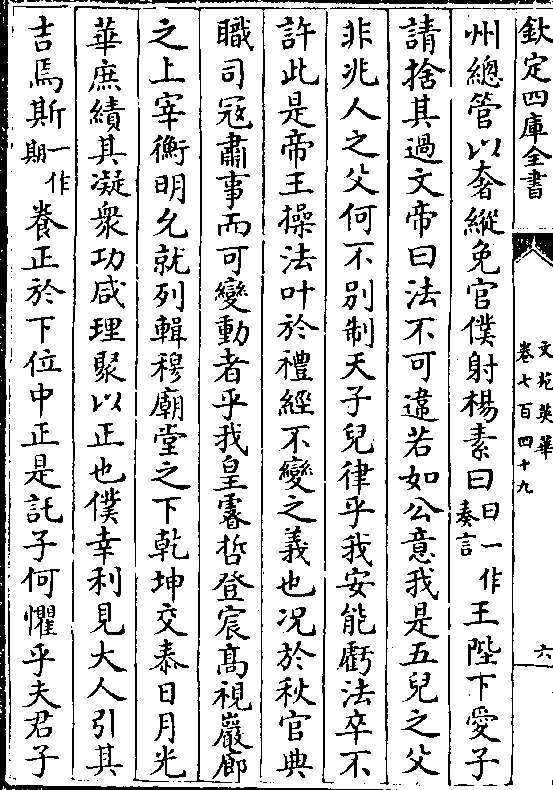 欽定四庫全書
文苑英華
卷七百四十九
六
州總管以奢縱免官僕射楊素曰曰一作奏言王陛下愛子
請捨其過文帝曰法不可違若如公意我是五兒之父
非兆人之父何不别制天子兒律乎我安能虧法卒不
許此是帝王操法叶於禮經不變之義也况於秋官典
職司冦肅事而可變動者乎我皇睿哲登宸高視巖廊
之上宰衡明允就列輯穆廟堂之下乾坤交泰日月光
華庶績其凝衆功咸理聚以正也僕幸利見大人引其
吉焉斯一作期養正於下位中正是託子何懼乎夫君子